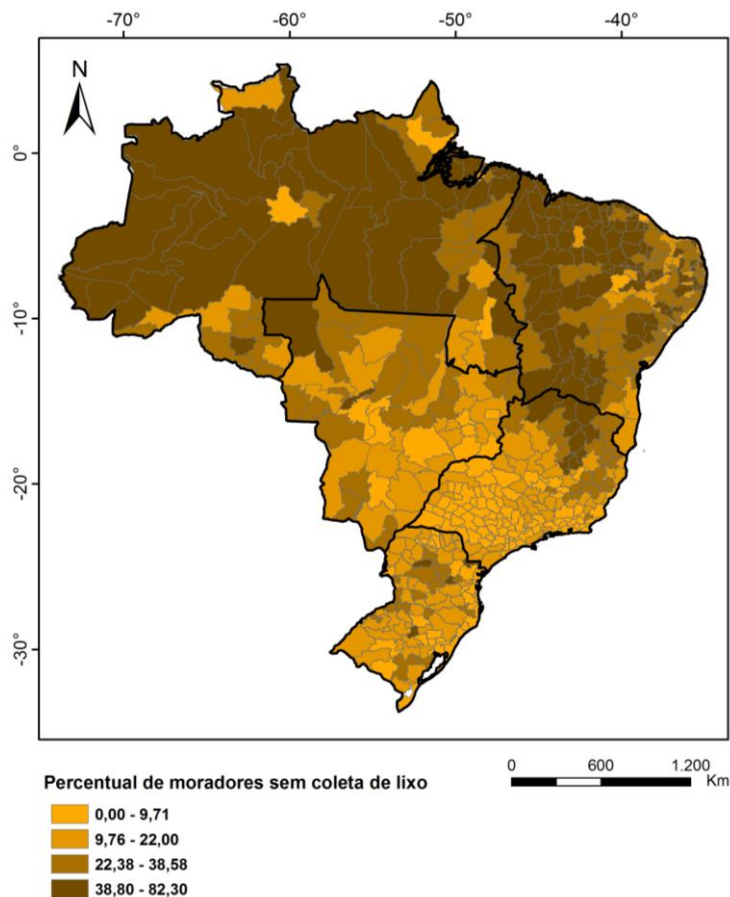 -70° -60° -50° -40°
N
0°
-10°
-20°
-30°
Percentual de moradores sem coleta de lixo
0 600 1.200
Km
0,00 - 9,71
9,76 - 22,00
22,38 - 38,58
38,80 - 82,30